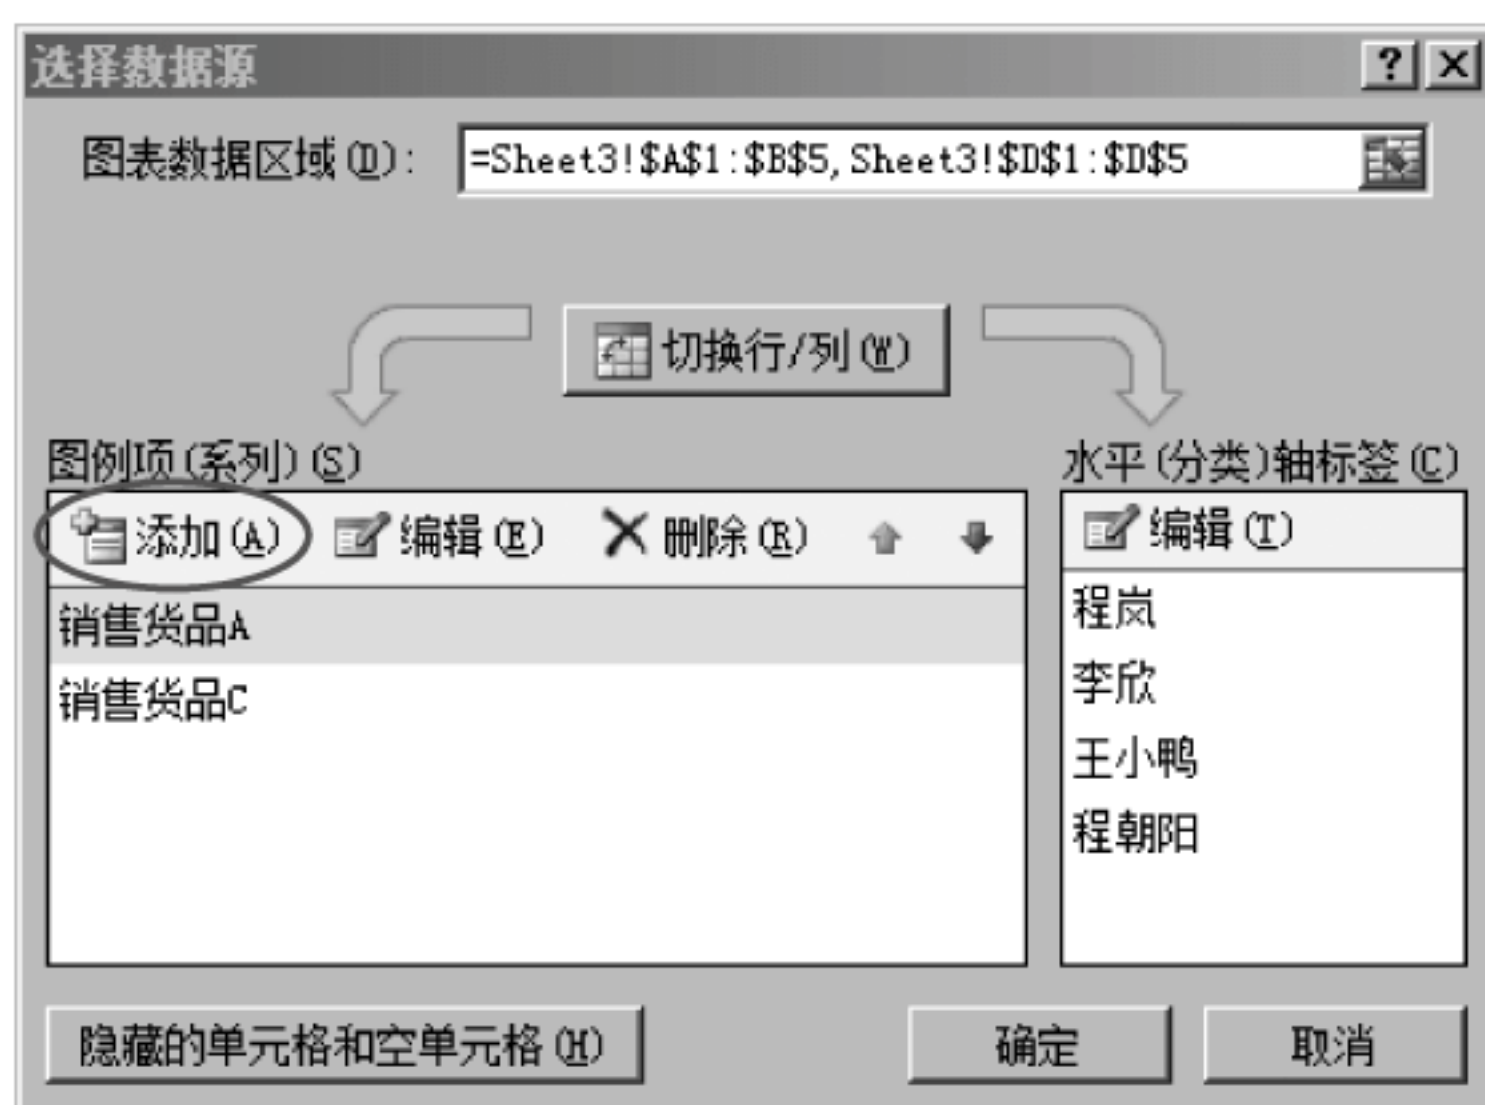 选择数据源
图表数据区域(D): =Sheet3!$A$1:$B$5,Sheet3!$D$1:$D$5
切换行/列(W)
图例项(系列)(S) 水平(分类)轴标签(C)
添加(A) 编辑(E) 删除(R) 编辑(T)
销售货品A 程岚
销售货品C 李欣
王小鸭
程朝阳
隐藏的单元格和空单元格(H) 确定 取消